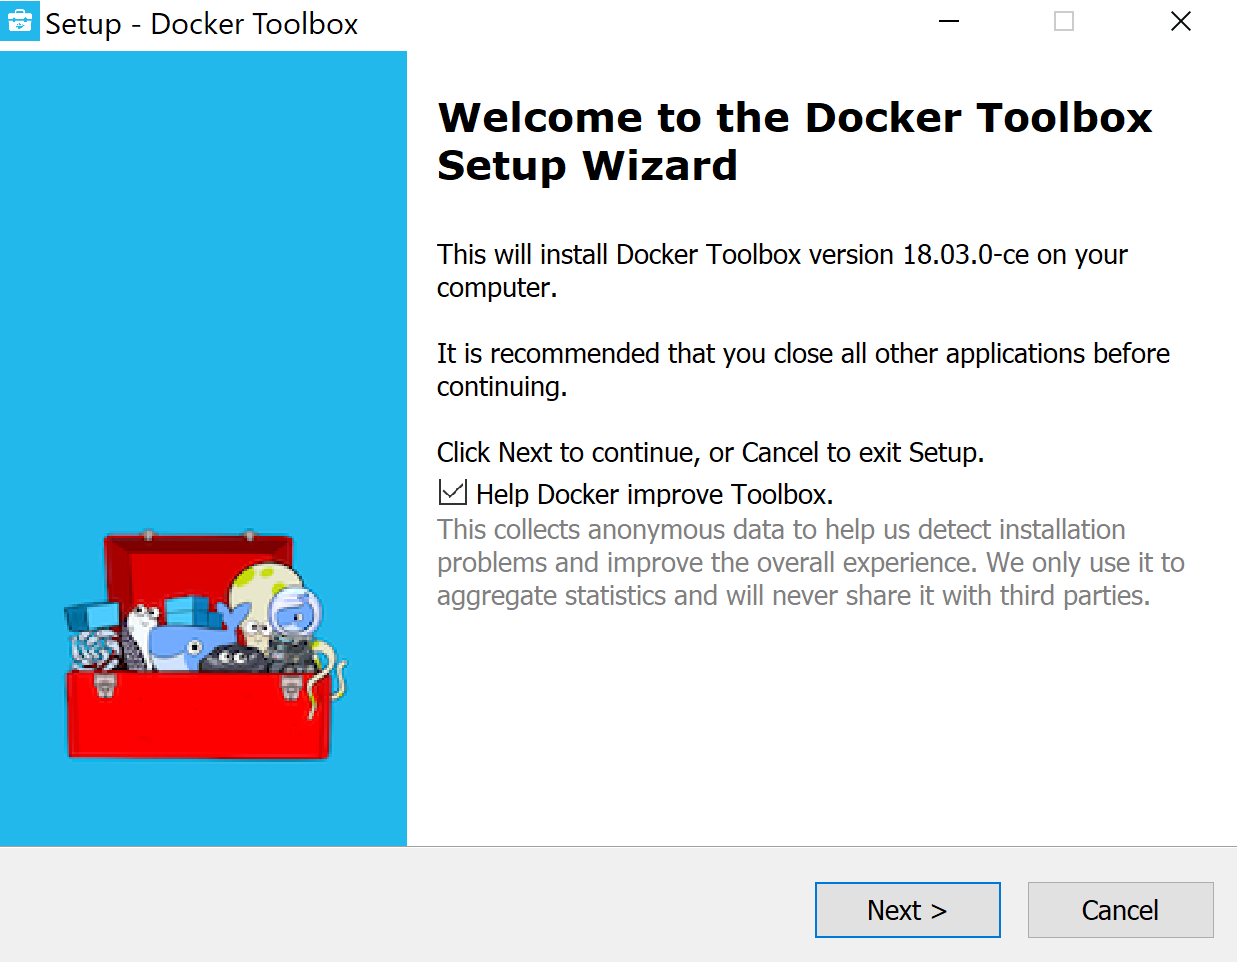 Setup - Docker Toolbox
Welcome to the Docker Toolbox
Setup Wizard
This will install Docker Toolbox version 18.03.0-ce on your
computer.
It is recommended that you close all other applications before
continuing.
Click Next to continue, or Cancel to exit Setup.
Help Docker improve Toolbox.
This collects anonymous data to help us detect installation
problems and improve the overall experience. We only use it to
aggregate statistics and will never share it with third parties.
Next >
Cancel